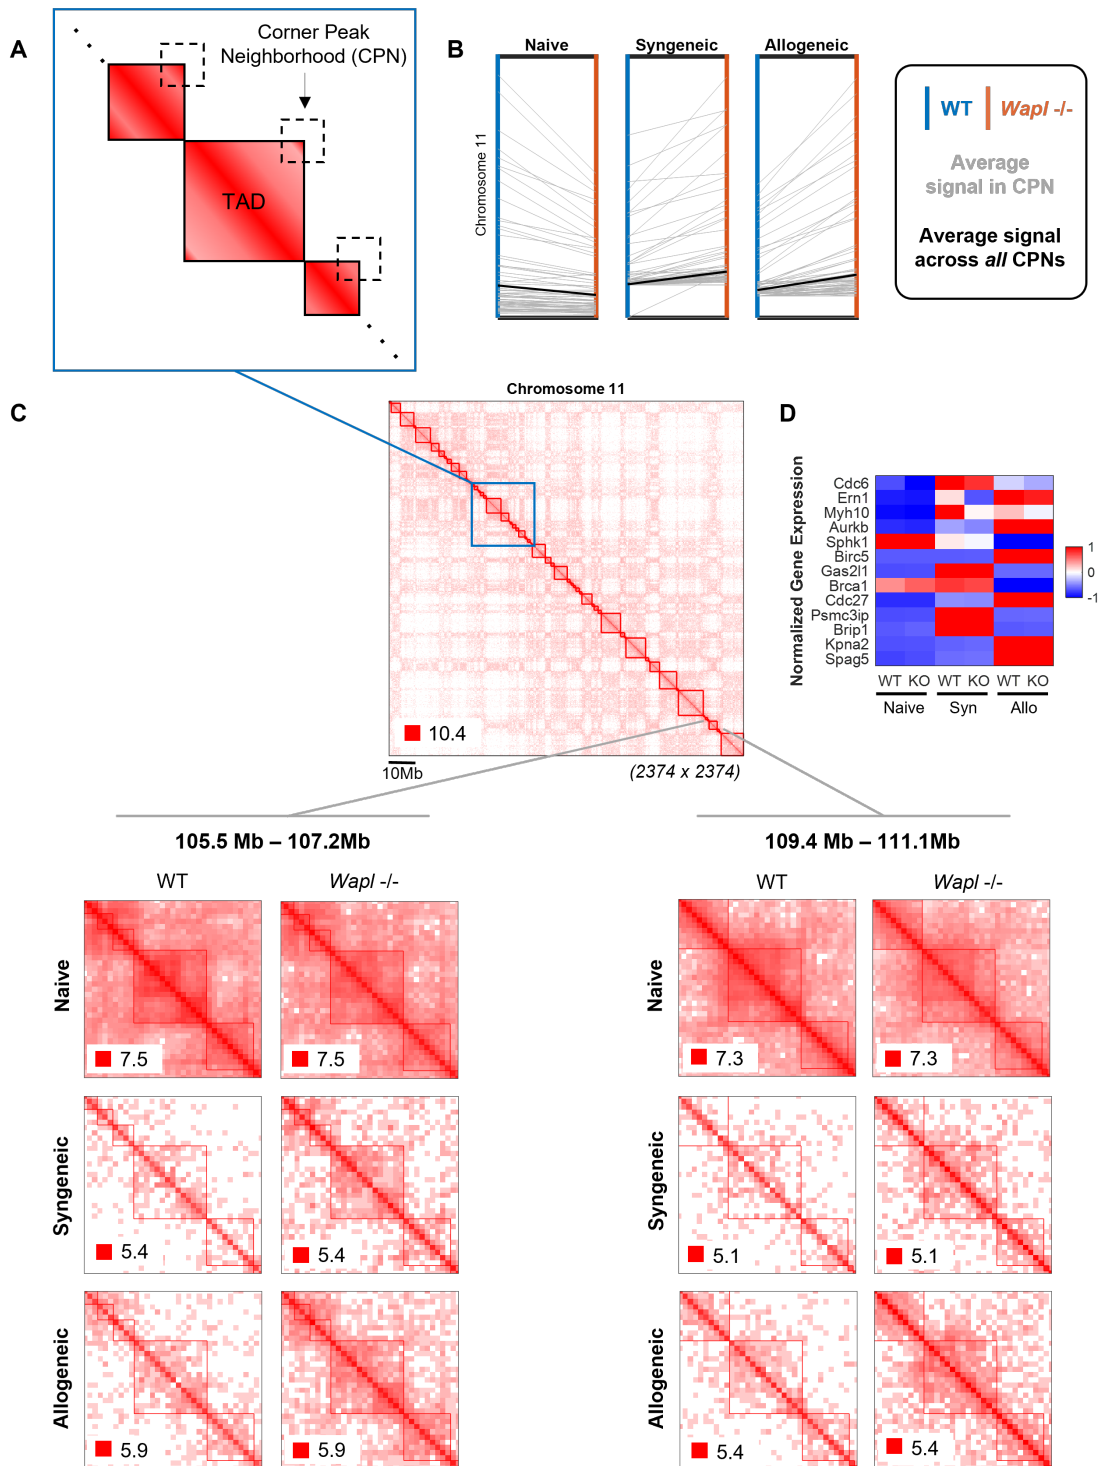 A
Corner Peak
Neighborhood (CPN)
TAD
B
Naive
Syngeneic
Allogeneic
Chromosome 11
WT
Wapl -/-
Average
signal in CPN
Average signal
across all CPNs
C
Chromosome 11
10.4
10Mb
(2374 x 2374)
D
Normalized Gene Expression
Cdc6
Ern1
Myh10
Aurkb
Sphk1
Birc5
Gas2l1
Brca1
Cdc27
Psmc3ip
Brip1
Kpna2
Spag5
1
0
-1
WT KO WT KO WT KO
Naive Syn Allo
105.5 Mb – 107.2Mb
WT
Wapl -/-
Naive
7.5
7.5
Syngeneic
5.4
5.4
Allogeneic
5.9
5.9
109.4 Mb – 111.1Mb
WT
Wapl -/-
Naive
7.3
7.3
Syngeneic
5.1
5.1
Allogeneic
5.4
5.4